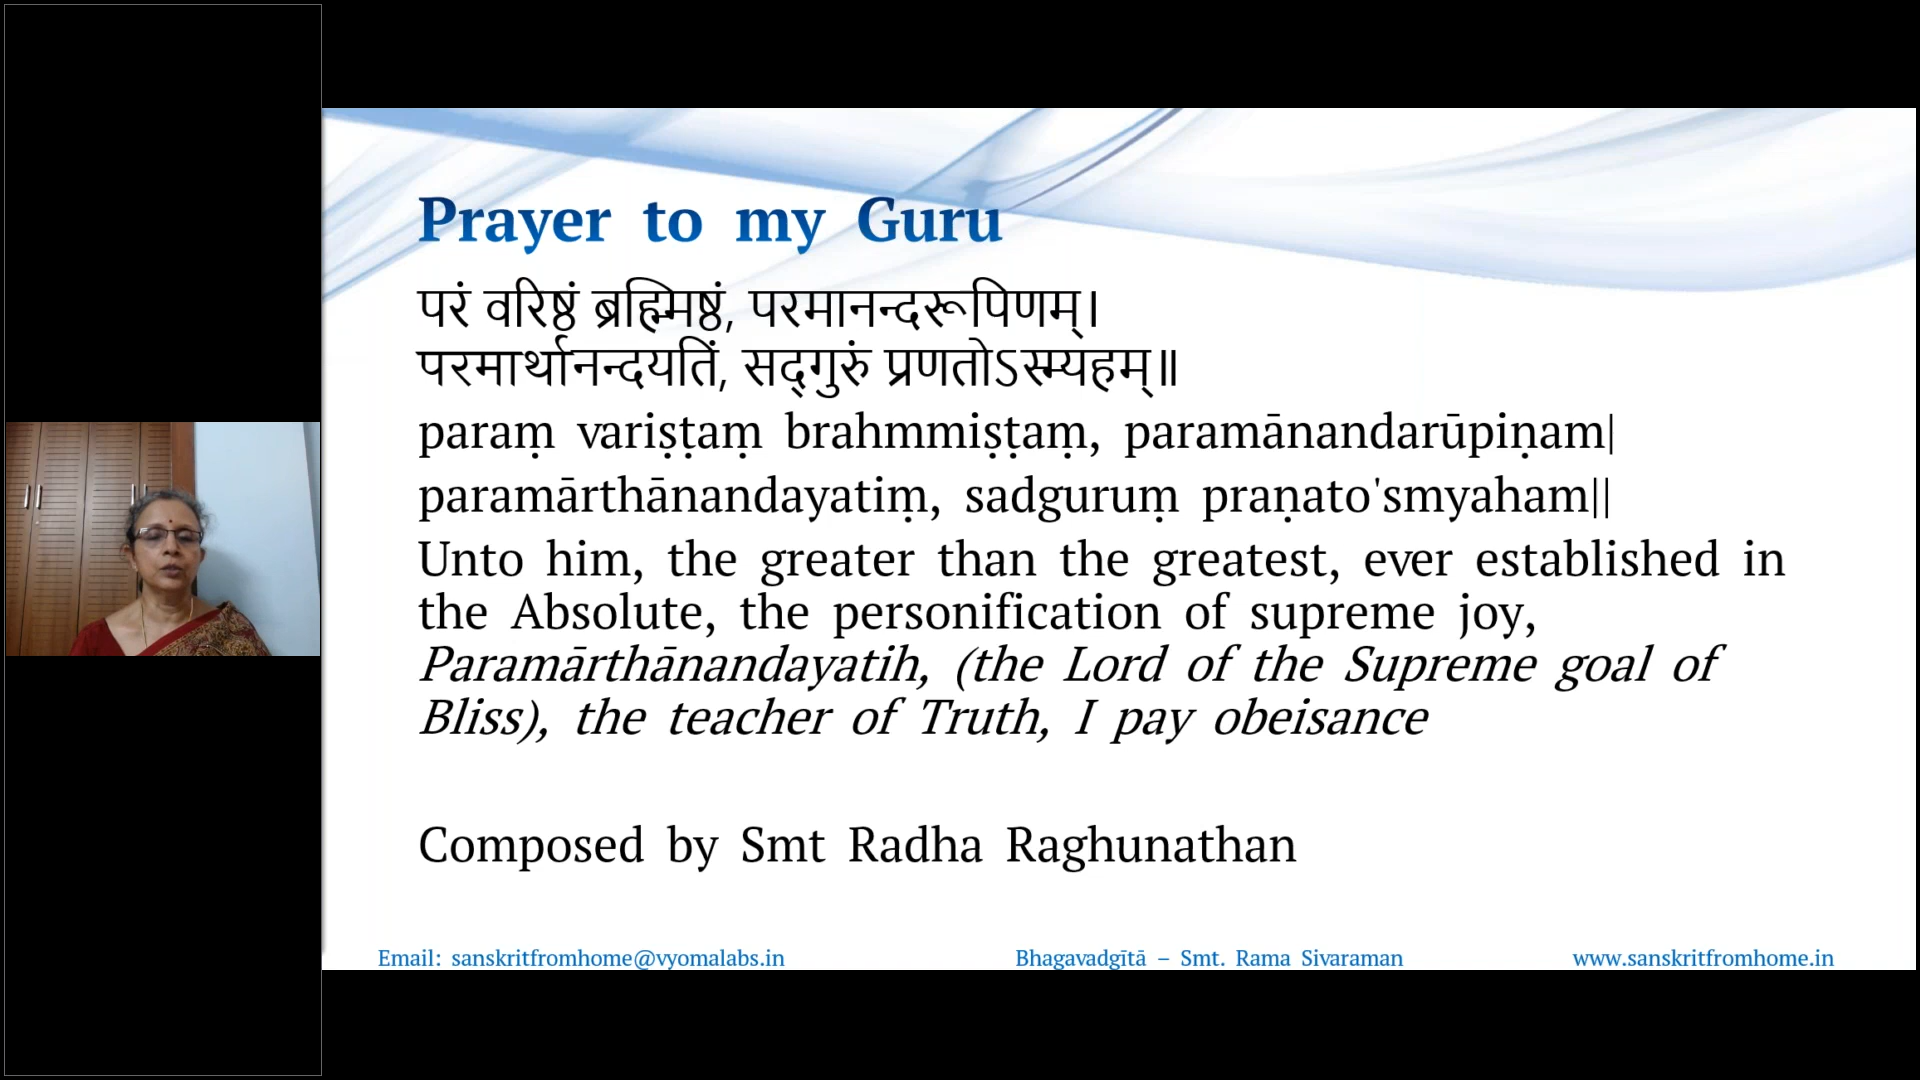 Prayer to my Guru
परं वरिष्ठं ब्रह्मिष्ठं, परमानन्दरूपिणम्।
परमार्थानन्दयतिं, सद्‌गुरुं प्रणतोऽस्म्यहम्॥
paraṃ variṣṭaṃ brahmmiṣṭaṃ, paramānandarūpiṇam|
paramārthānandayatiṃ, sadguruṃ praṇato'smyaham||
Unto him, the greater than the greatest, ever established in
the Absolute, the personification of supreme joy,
Paramārthānandayatih, (the Lord of the Supreme goal of
Bliss), the teacher of Truth, I pay obeisance
Composed by Smt Radha Raghunathan
Email: sanskritfromhome@vyomalabs.in Bhagavadgītā – Smt. Rama Sivaraman www.sanskritfromhome.in